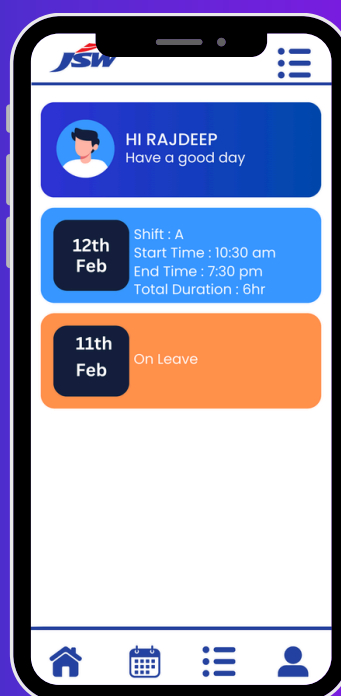 JSW
HI RAJDEEP
Have a good day
12th
Feb
Shift : A
Start Time : 10:30 am
End Time : 7:30 pm
Total Duration : 6hr
11th
Feb
On Leave